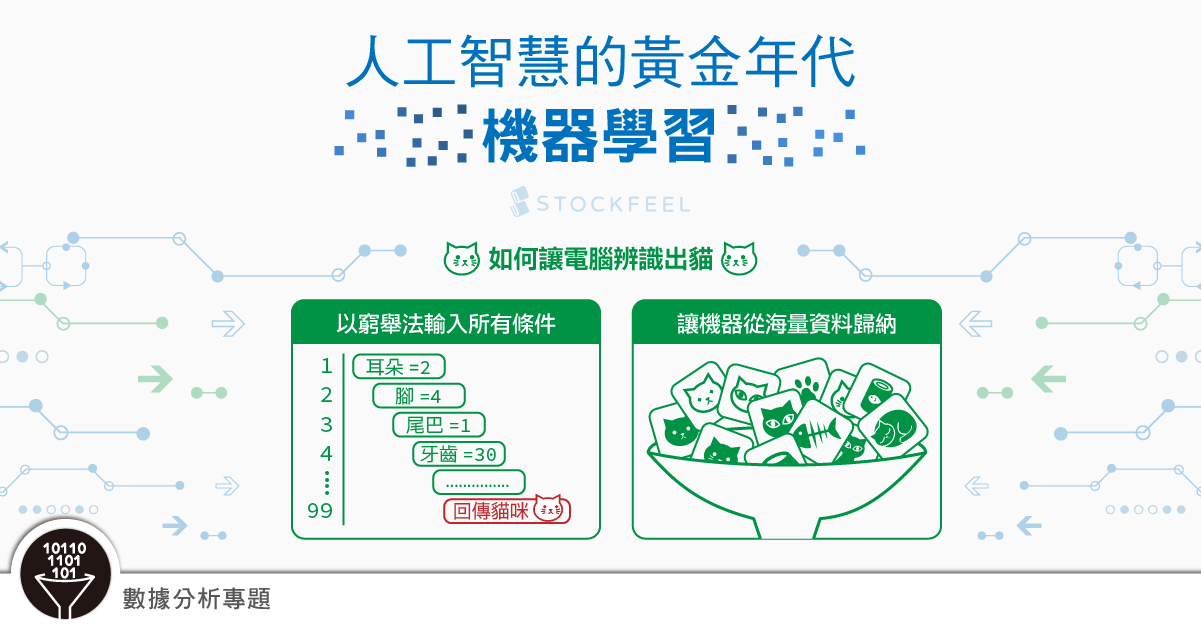 人工智慧的黃金年代
機器學習
STOCKFEEL
如何讓電腦辨識出貓
以窮舉法輸入所有條件
1 耳朵 =2
2 腳 =4
3 尾巴 =1
4 牙齒 =30
...............
99 回傳貓咪
讓機器從海量資料歸納
10110
1101
101
數據分析專題